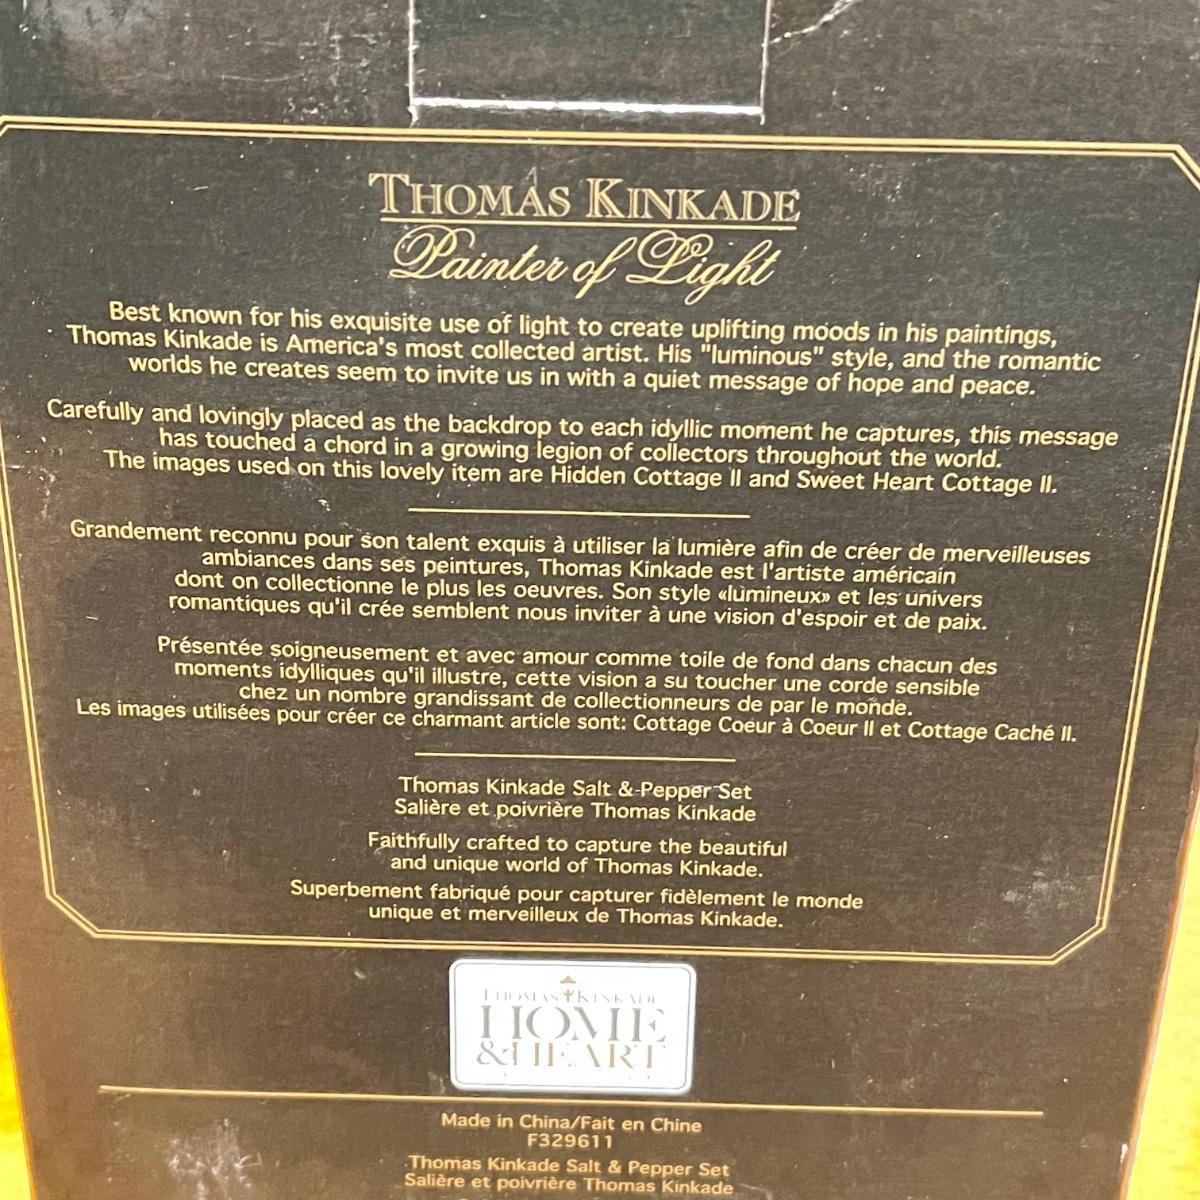 THOMAS KINKADE
Painter of Light
Best known for his exquisite use of light to create uplifting moods in his paintings,
Thomas Kinkade is America's most collected artist. His "luminous" style, and the romantic
worlds he creates seem to invite us in with a quiet message of hope and peace.
Carefully and lovingly placed as the backdrop to each idyllic moment he captures, this message
has touched a chord in a growing legion of collectors throughout the world.
The images used on this lovely item are Hidden Cottage II and Sweet Heart Cottage II.
Grandement reconnu pour son talent exquis à utiliser la lumière afin de créer de merveilleuses
ambiances dans ses peintures, Thomas Kinkade est l'artiste américain
dont on collectionne le plus les oeuvres. Son style «lumineux» et les univers
romantiques qu'il crée semblent nous inviter à une vision d'espoir et de paix.
Présentée soigneusement et avec amour comme toile de fond dans chacun des
moments idylliques qu'il illustre, cette vision a su toucher une corde sensible
chez un nombre grandissant de collectionneurs de par le monde.
Les images utilisées pour créer ce charmant article sont: Cottage Coeur à Coeur II et Cottage Caché II.
Thomas Kinkade Salt & Pepper Set
Salière et poivrière Thomas Kinkade
Faithfully crafted to capture the beautiful
and unique world of Thomas Kinkade.
Superbement fabriqué pour capturer fidèlement le monde
unique et merveilleux de Thomas Kinkade.
THOMAS KINKADE
HOME
& HEART
Made in China/Fait en Chine
F329611
Thomas Kinkade Salt & Pepper Set
Salière et poivrière Thomas Kinkade